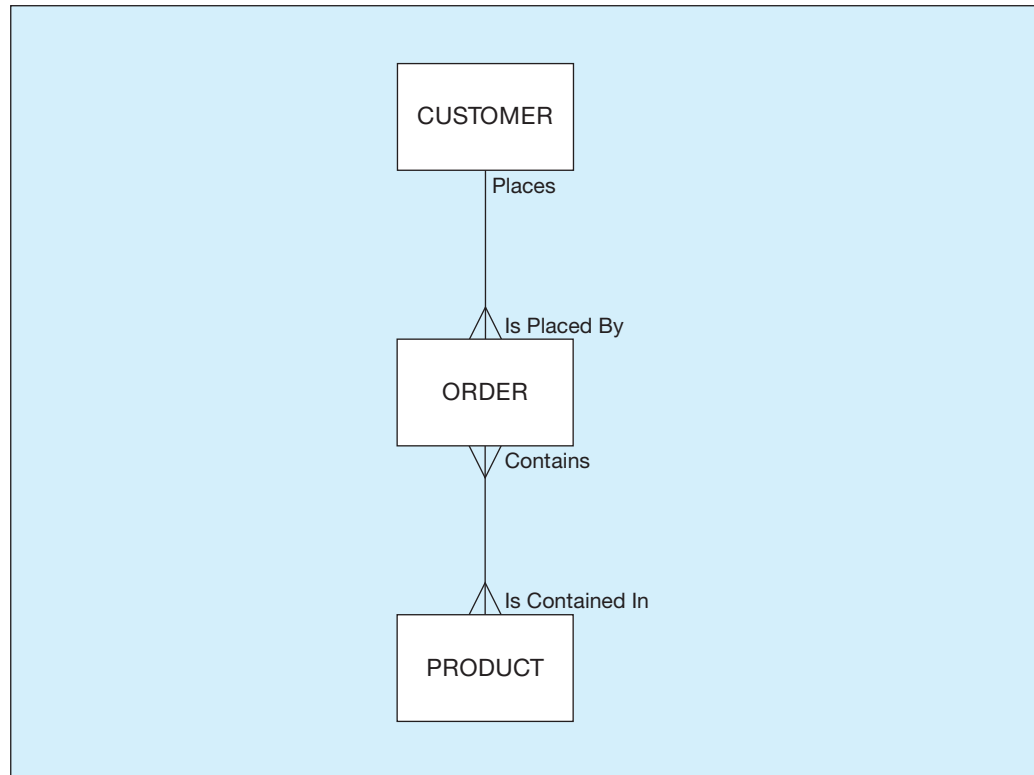 CUSTOMER
Places
Is Placed By
ORDER
Contains
Is Contained In
PRODUCT